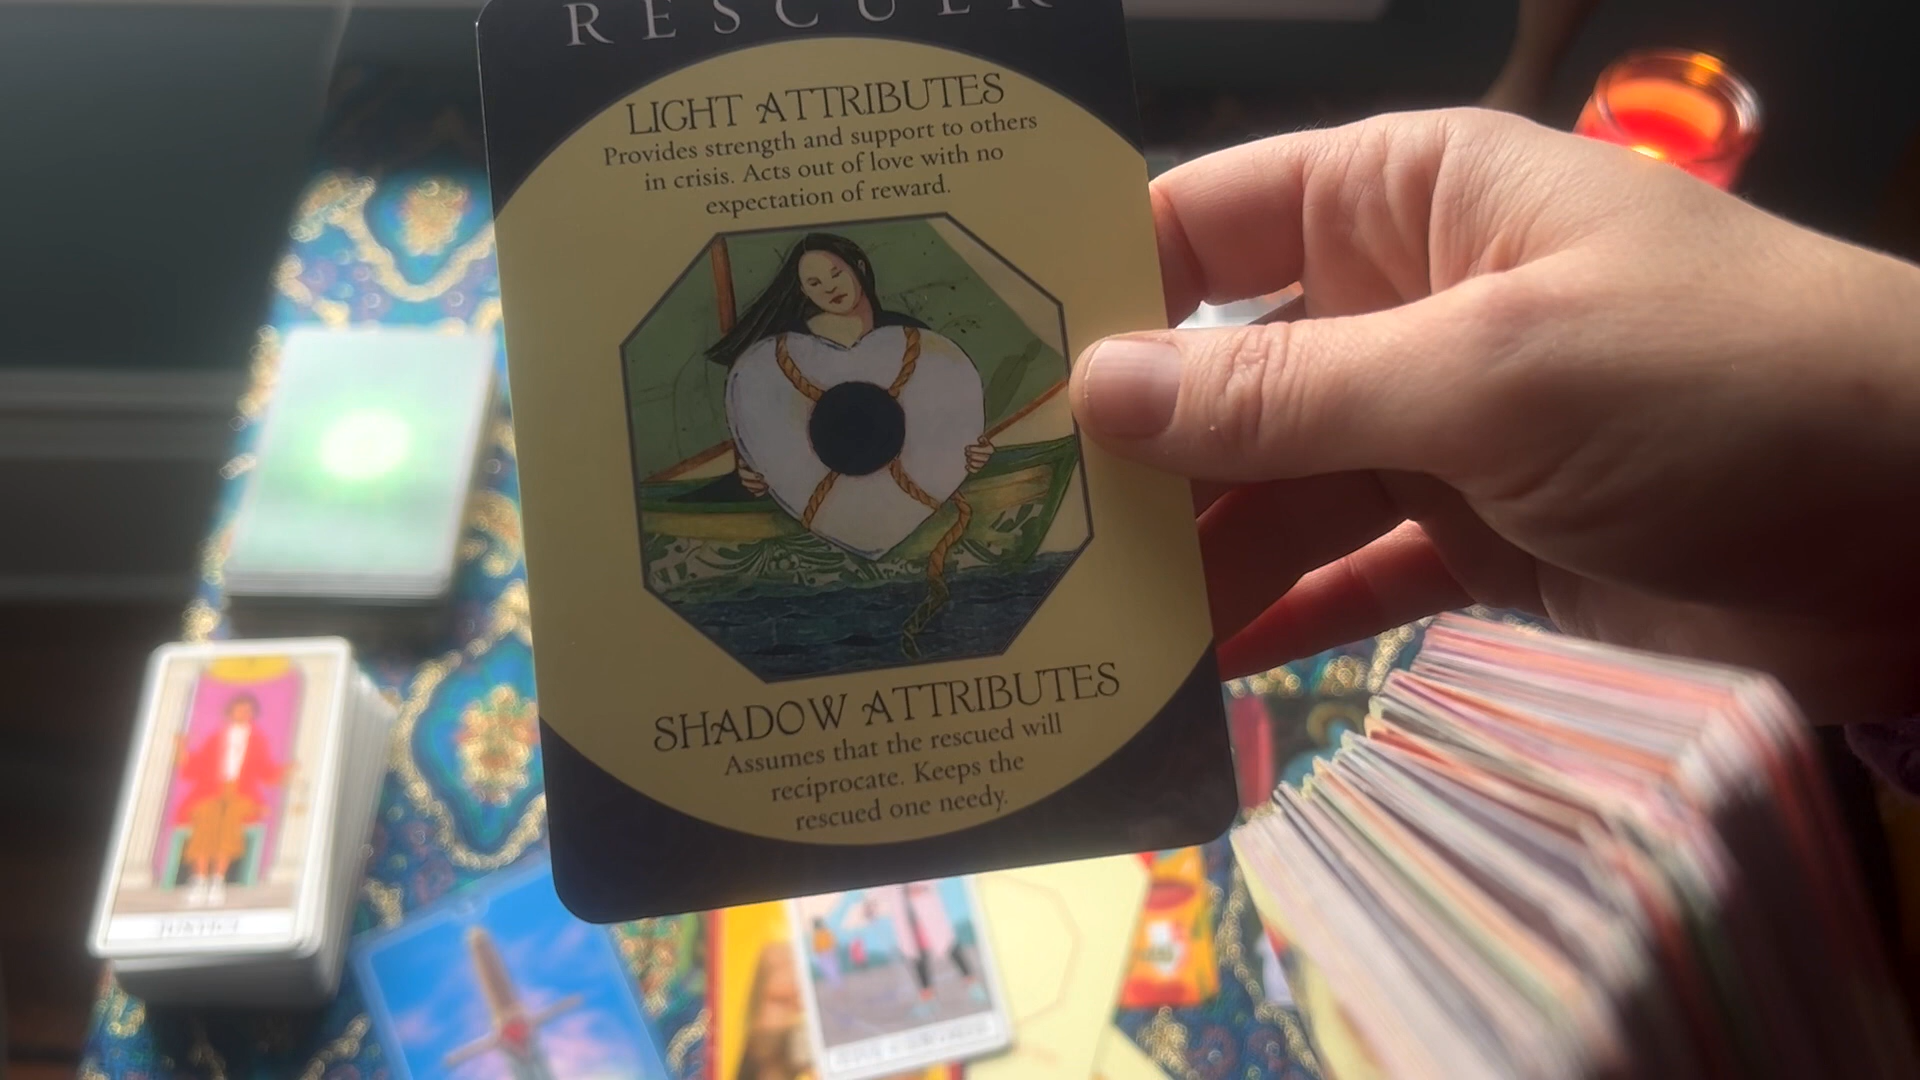 RESCUER
LIGHT ATTRIBUTES
Provides strength and support to others
in crisis. Acts out of love with no
expectation of reward.
SHADOW ATTRIBUTES
Assumes that the rescued will
reciprocate. Keeps the
rescued one needy.
JUSTICE